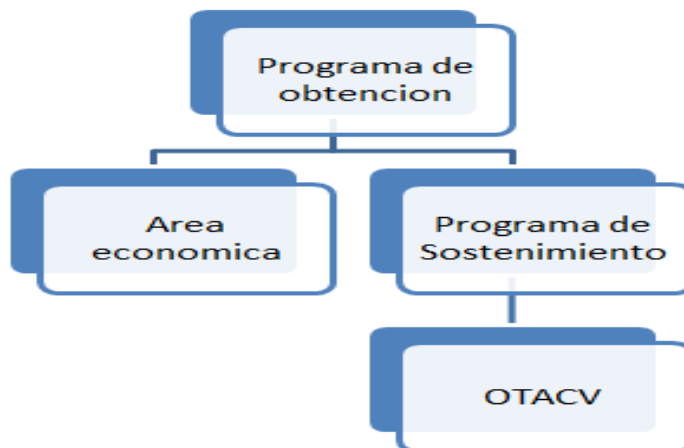 Programa de
obtencion
Area
economica
Programa de
Sostenimiento
OTACV